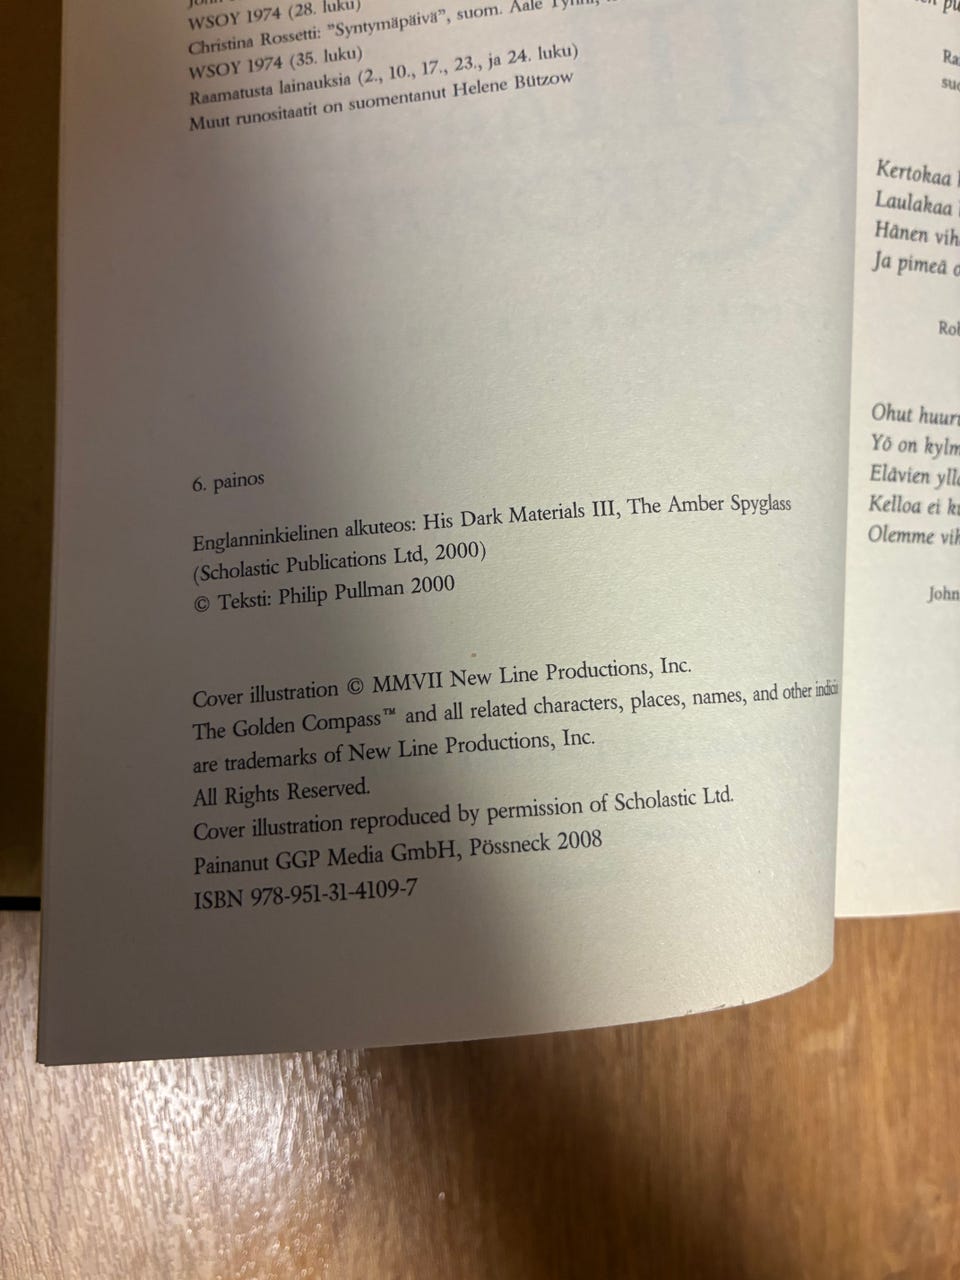 WSOY 1974 (28. luku)
Christina Rossetti: ”Syntymäpäivä”, suom. Aale Tynni,
WSOY 1974 (35. luku)
Raamatusta lainauksia (2., 10., 17., 23., ja 24. luku)
Muut runositaatit on suomentanut Helene Bützow
6. painos
Englanninkielinen alkuteos: His Dark Materials III, The Amber Spyglass
(Scholastic Publications Ltd, 2000)
© Teksti: Philip Pullman 2000
Cover illustration © MMVII New Line Productions, Inc.
The Golden Compass™ and all related characters, places, names, and other indicia
are trademarks of New Line Productions, Inc.
All Rights Reserved.
Cover illustration reproduced by permission of Scholastic Ltd.
Painanut GGP Media GmbH, Pössneck 2008
ISBN 978-951-31-4109-7
Kertokaa
Laulakaa
Hänen
Ja pimeä
Ohut
Yö on
Elävien
Kelloa ei
Olemme
John